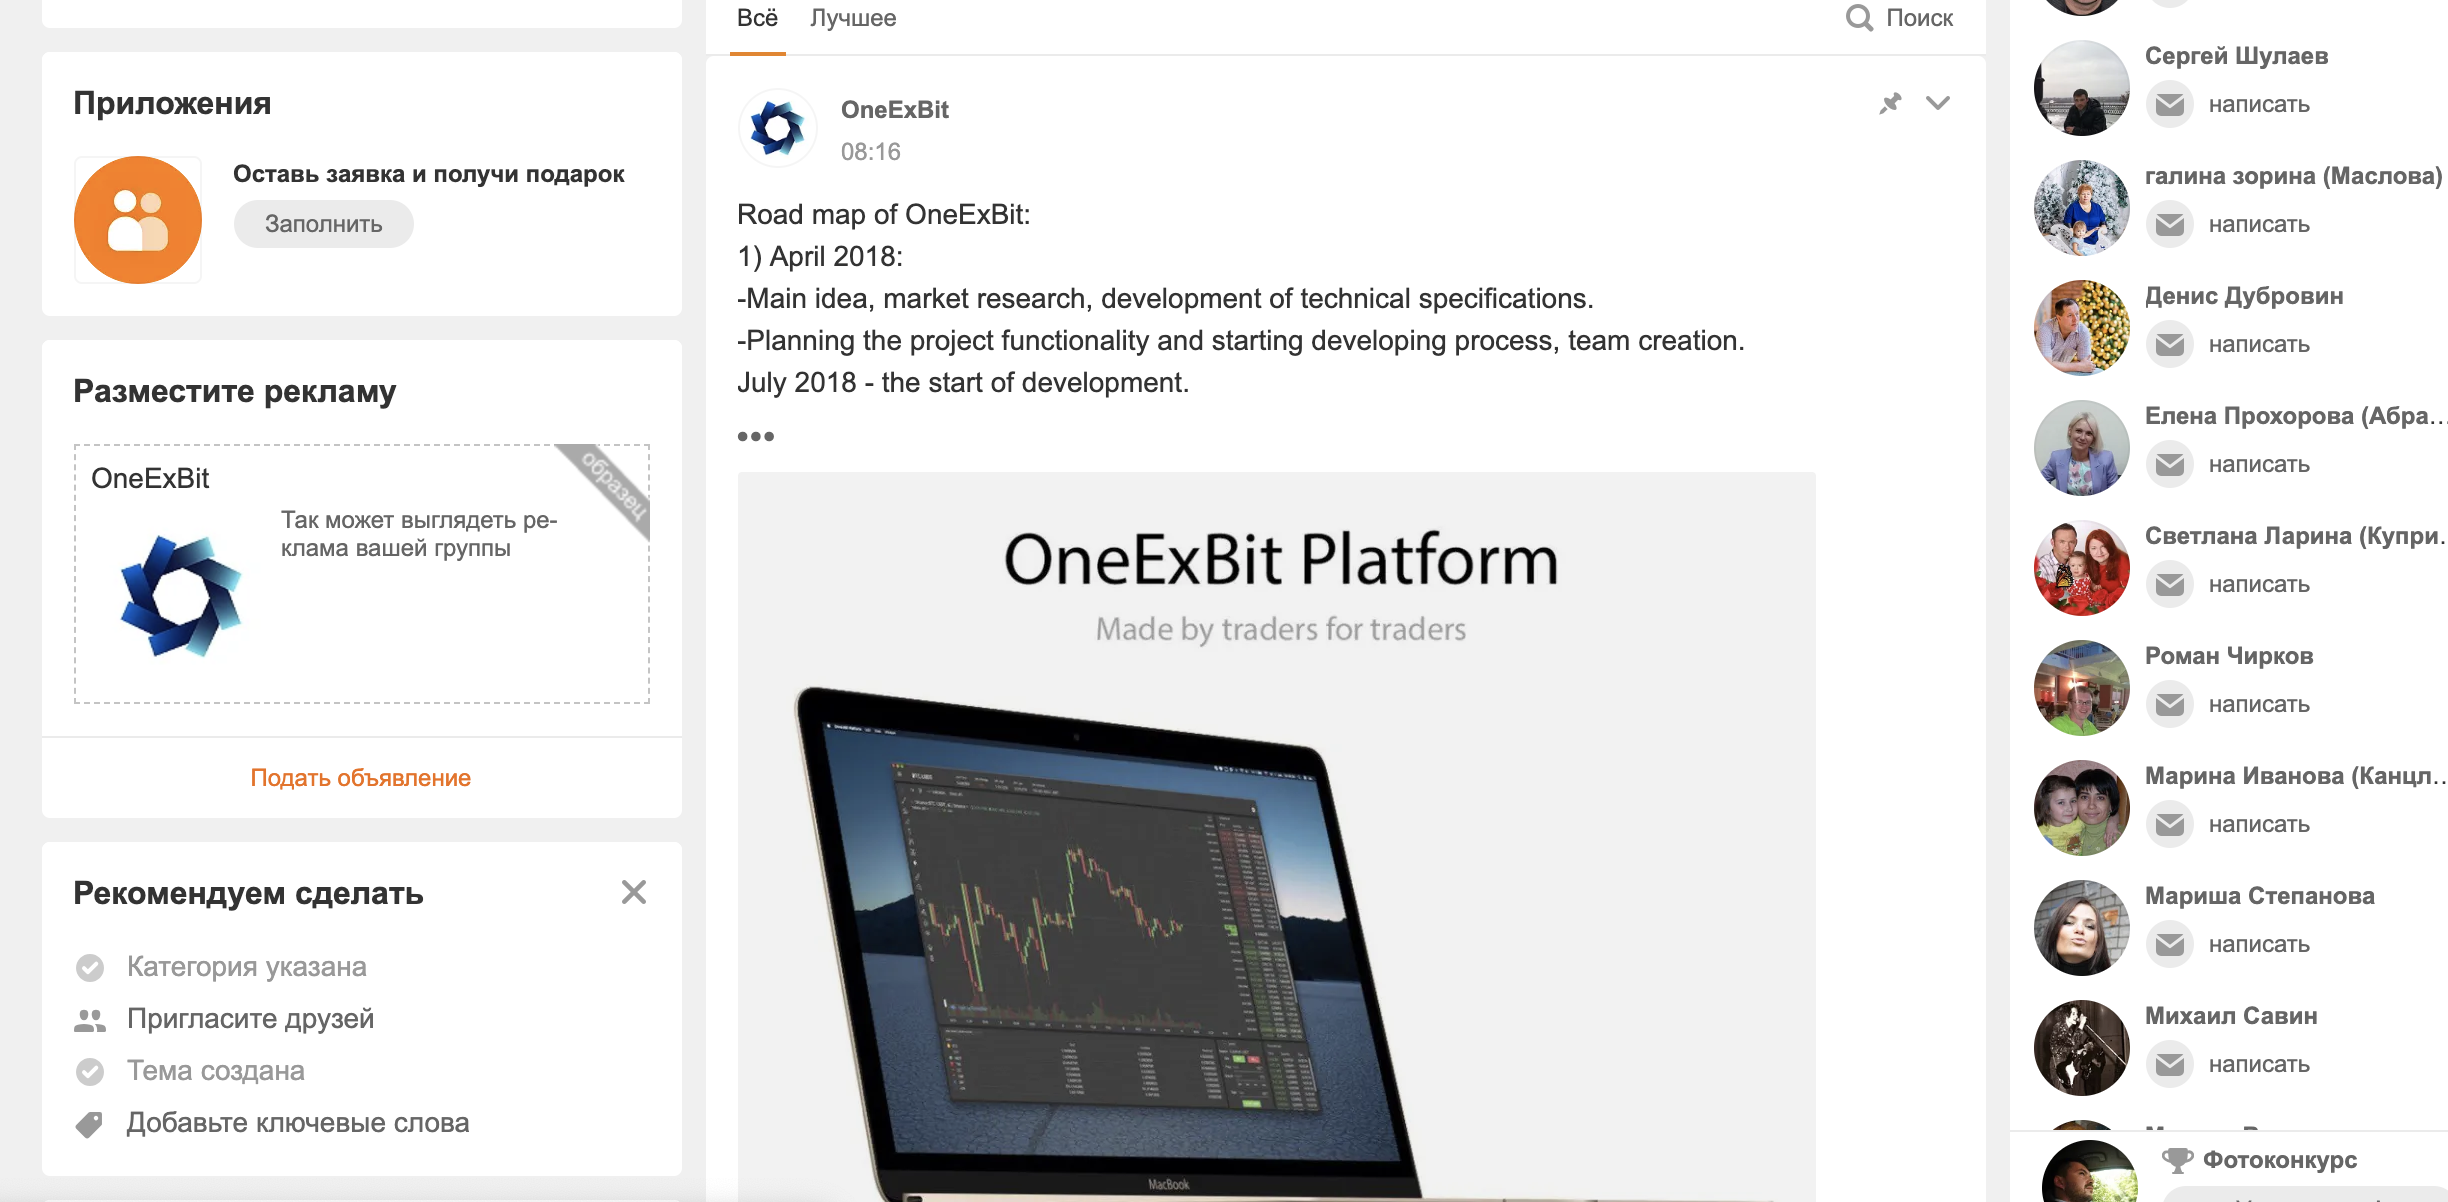 Всё
Лучшее
Поиск
Приложения
Оставь заявка и получи подарок
Заполнить
Разместите рекламу
OneExBit
образец
Так может выглядеть ре-
клама вашей группы
Подать объявление
Рекомендуем сделать
Категория указана
Пригласите друзей
Тема создана
Добавьте ключевые слова
OneExBit
08:16
Road map of OneExBit:
1) April 2018:
-Main idea, market research, development of technical specifications.
-Planning the project functionality and starting developing process, team creation.
July 2018 - the start of development.
OneExBit Platform
Made by traders for traders
MacBook
Сергей Шулаев
написать
галина зорина (Маслова)
написать
Денис Дубровин
написать
Елена Прохорова (Абра...
написать
Светлана Ларина (Купри.
написать
Роман Чирков
написать
Марина Иванова (Канцл...
написать
Мариша Степанова
написать
Михаил Савин
написать
Фотоконкурс